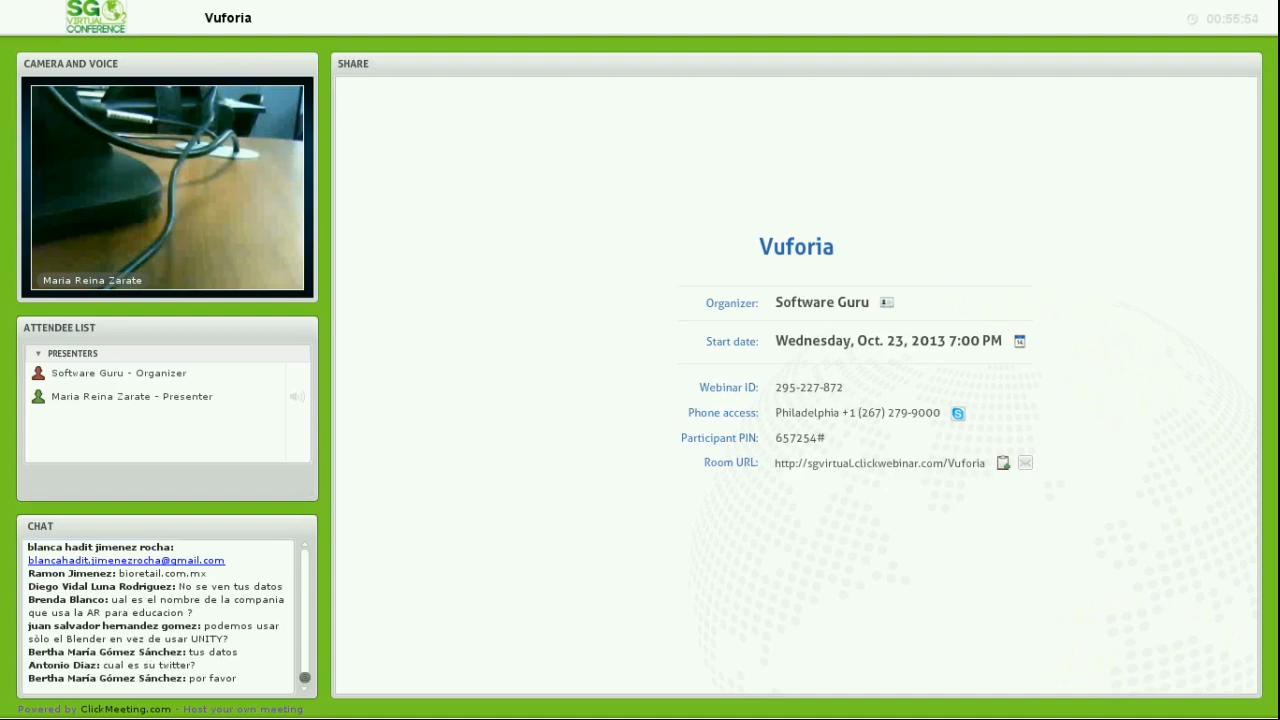 SG
VIRTUAL
CONFERENCE
Vuforia
00:55:54
CAMERA AND VOICE
Maria Reina Zarate
ATTENDEE LIST
PRESENTERS
Software Guru - Organizer
Maria Reina Zarate - Presenter
CHAT
blanca hadit jimenez rocha:
blancahadit.jimenezrocha@gmail.com
Ramon Jimenez: bioretail.com.mx
Diego Vidal Luna Rodriguez: No se ven tus datos
Brenda Blanco: ual es el nombre de la compania
que usa la AR para educacion ?
juan salvador hernandez gomez: podemos usar
sòlo el Blender en vez de usar UNITY?
Bertha María Gómez Sánchez: tus datos
Antonio Diaz: cual es su twitter?
Bertha María Gómez Sánchez: por favor
Powered by ClickMeeting.com - Host your own meeting
SHARE
Vuforia
Organizer: Software Guru
Start date: Wednesday, Oct. 23, 2013 7:00 PM
Webinar ID: 295-227-872
Phone access: Philadelphia +1 (267) 279-9000
Participant PIN: 657254#
Room URL: http://sgvirtual.clickwebinar.com/Vuforia